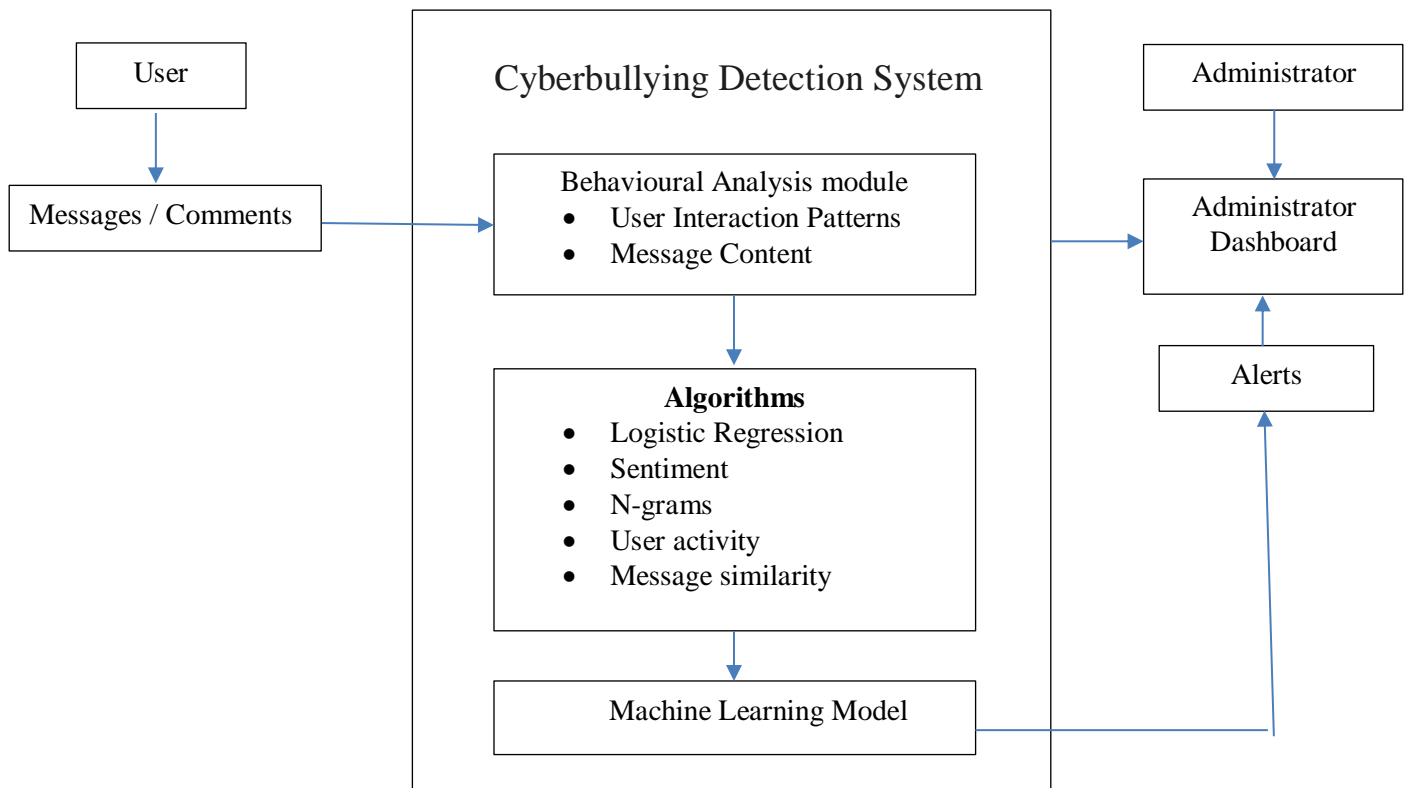 User
Messages / Comments
Cyberbullying Detection System
Behavioural Analysis module
• User Interaction Patterns
• Message Content
Algorithms
• Logistic Regression
• Sentiment
• N-grams
• User activity
• Message similarity
Machine Learning Model
Administrator
Administrator
Dashboard
Alerts